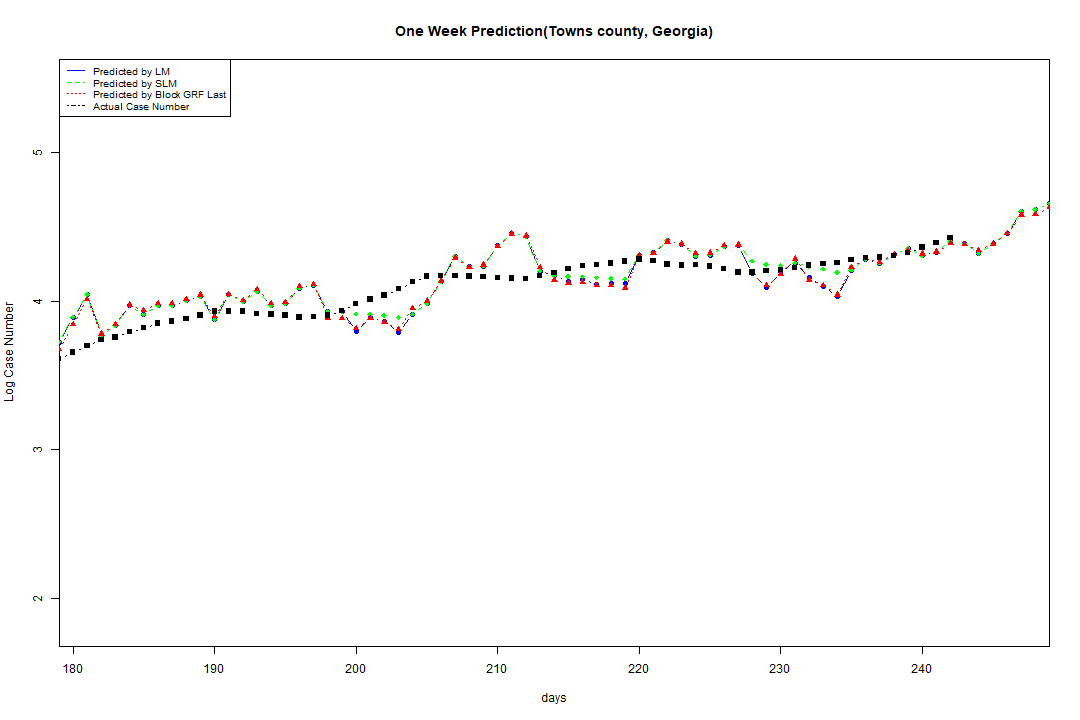 One Week Prediction(Towns county, Georgia)
Predicted by LM
Predicted by SLM
Predicted by Block GRF Last
Actual Case Number
5
4
3
2
Log Case Number
180 190 200 210 220 230 240
days